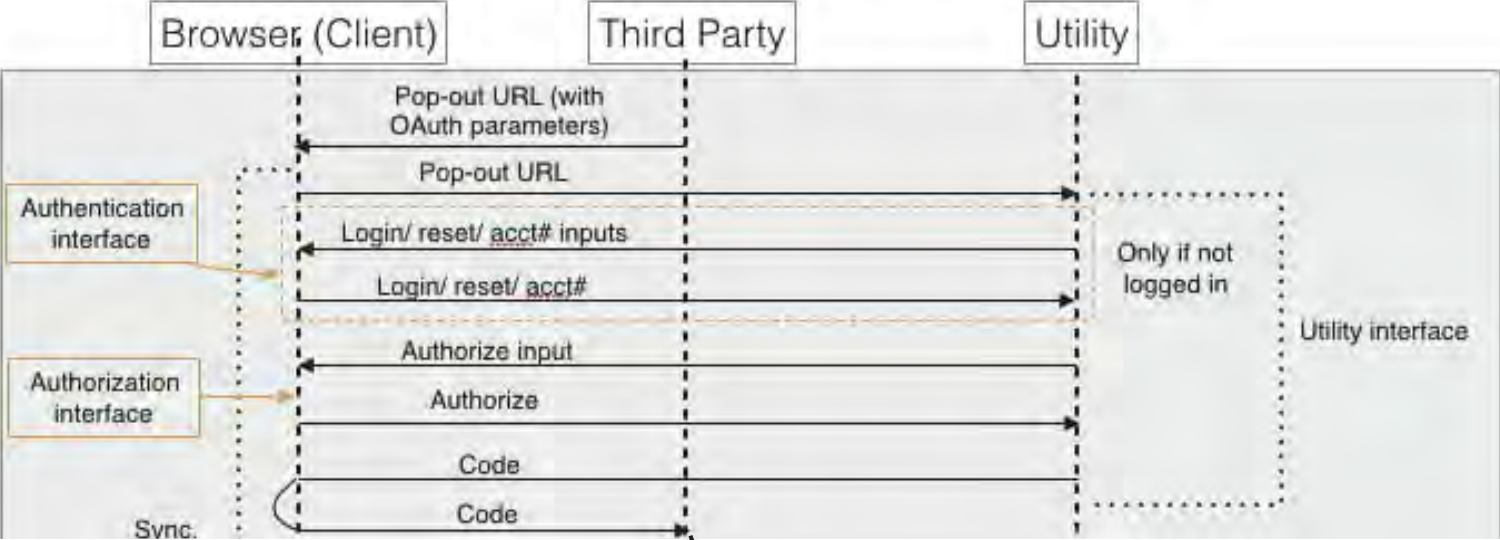 Browser (Client)
Third Party
Utility
Pop-out URL (with
OAuth parameters)
Pop-out URL
Authentication
interface
Login/ reset/ acct# inputs
Only if not
logged in
Login/ reset/ acct#
Utility interface
Authorize input
Authorization
interface
Authorize
Code
Code
Sync.